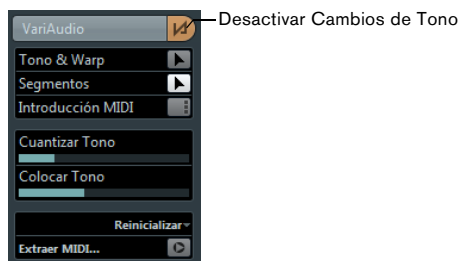 VariAudio
Desactivar Cambios de Tono
Tono & Warp
Segmentos
Introducción MIDI
Cuantizar Tono
Colocar Tono
Reinicializar
Extraer MIDI...